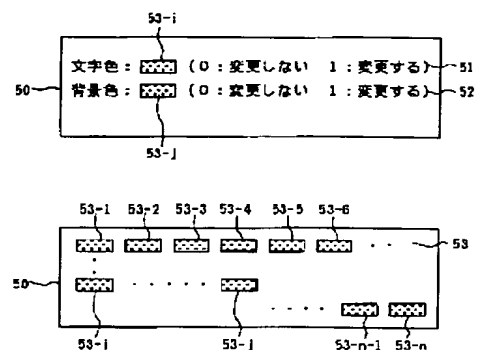 53-i
文字色： (0：変更しない 1：変更する) 51
50 背景色： (0：変更しない 1：変更する) 52
53-j
53-1 53-2 53-3 53-4 53-5 53-6
53
50
53-i 53-j 53-n-1 53-n